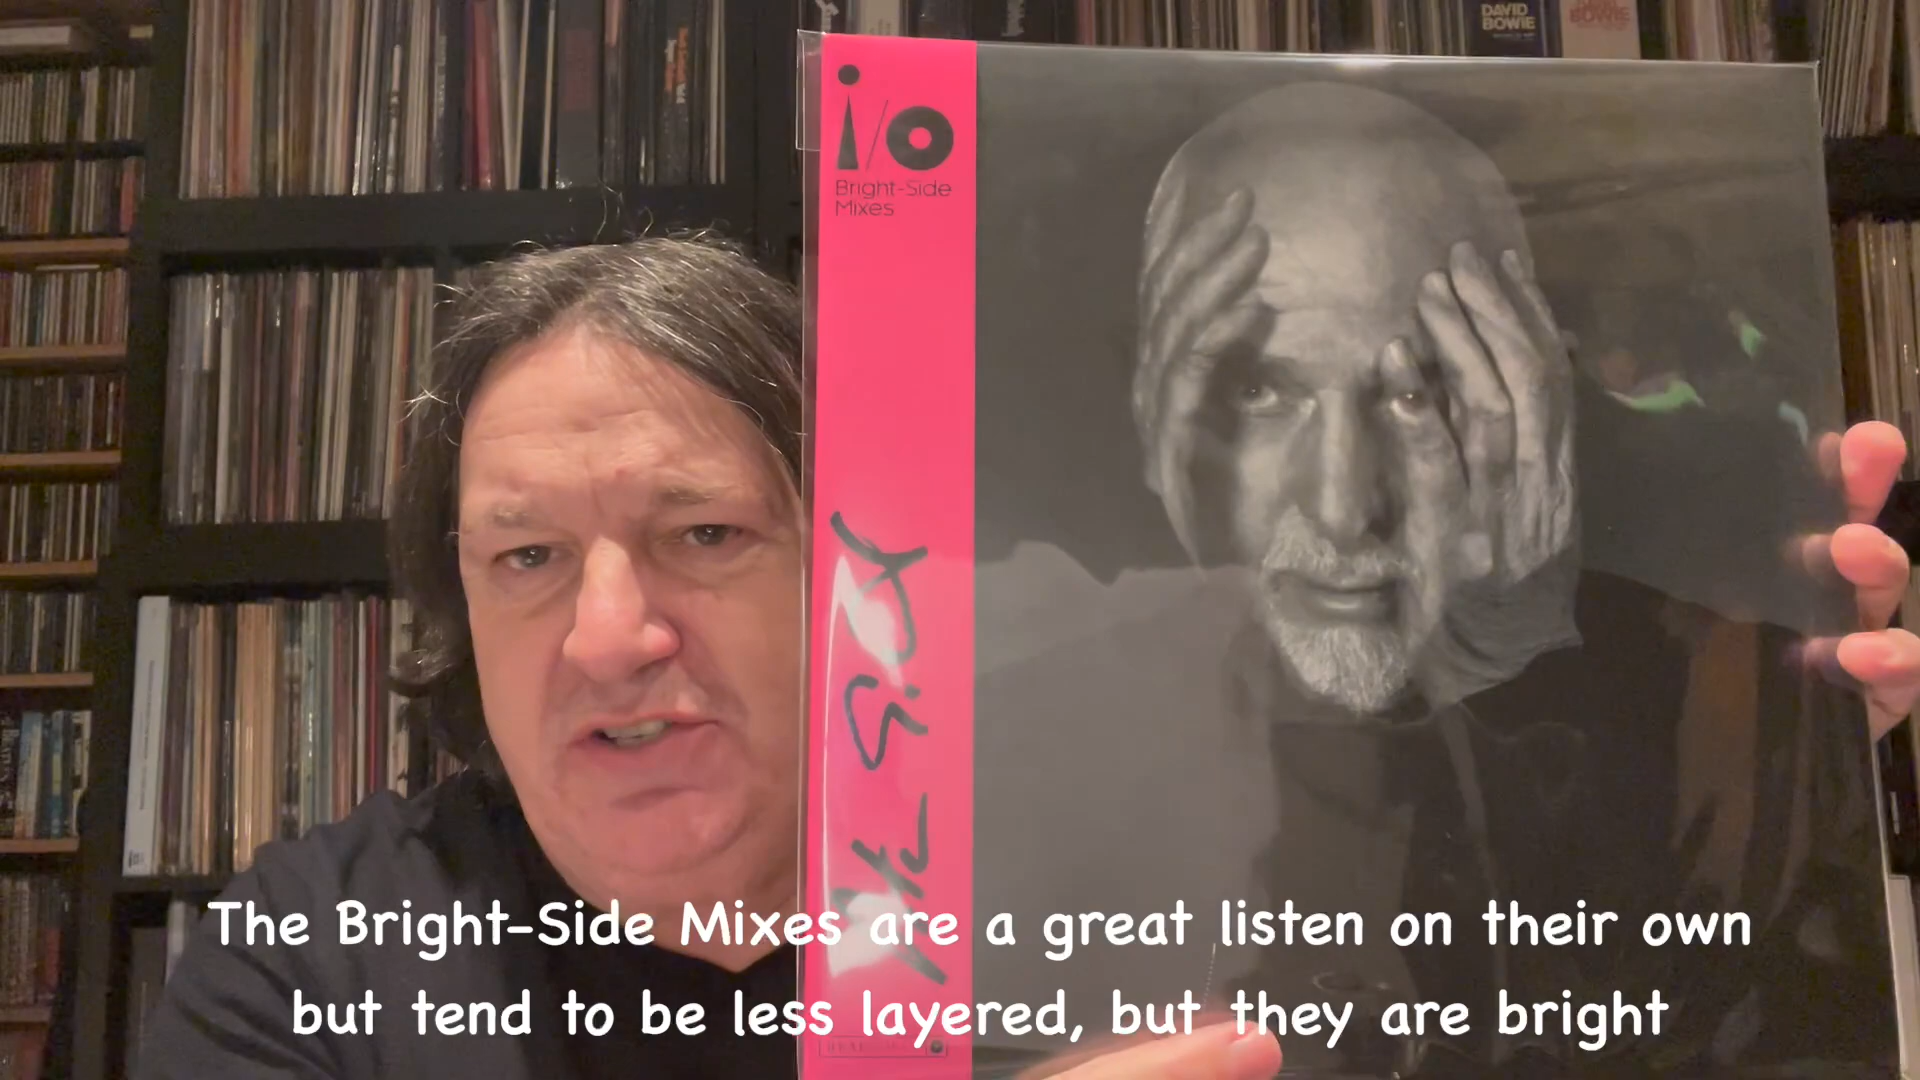 DAVID
BOWIE
BOWIE
i/o
Bright-Side
Mixes
The Bright-Side Mixes are a great listen on their own
but tend to be less layered, but they are bright